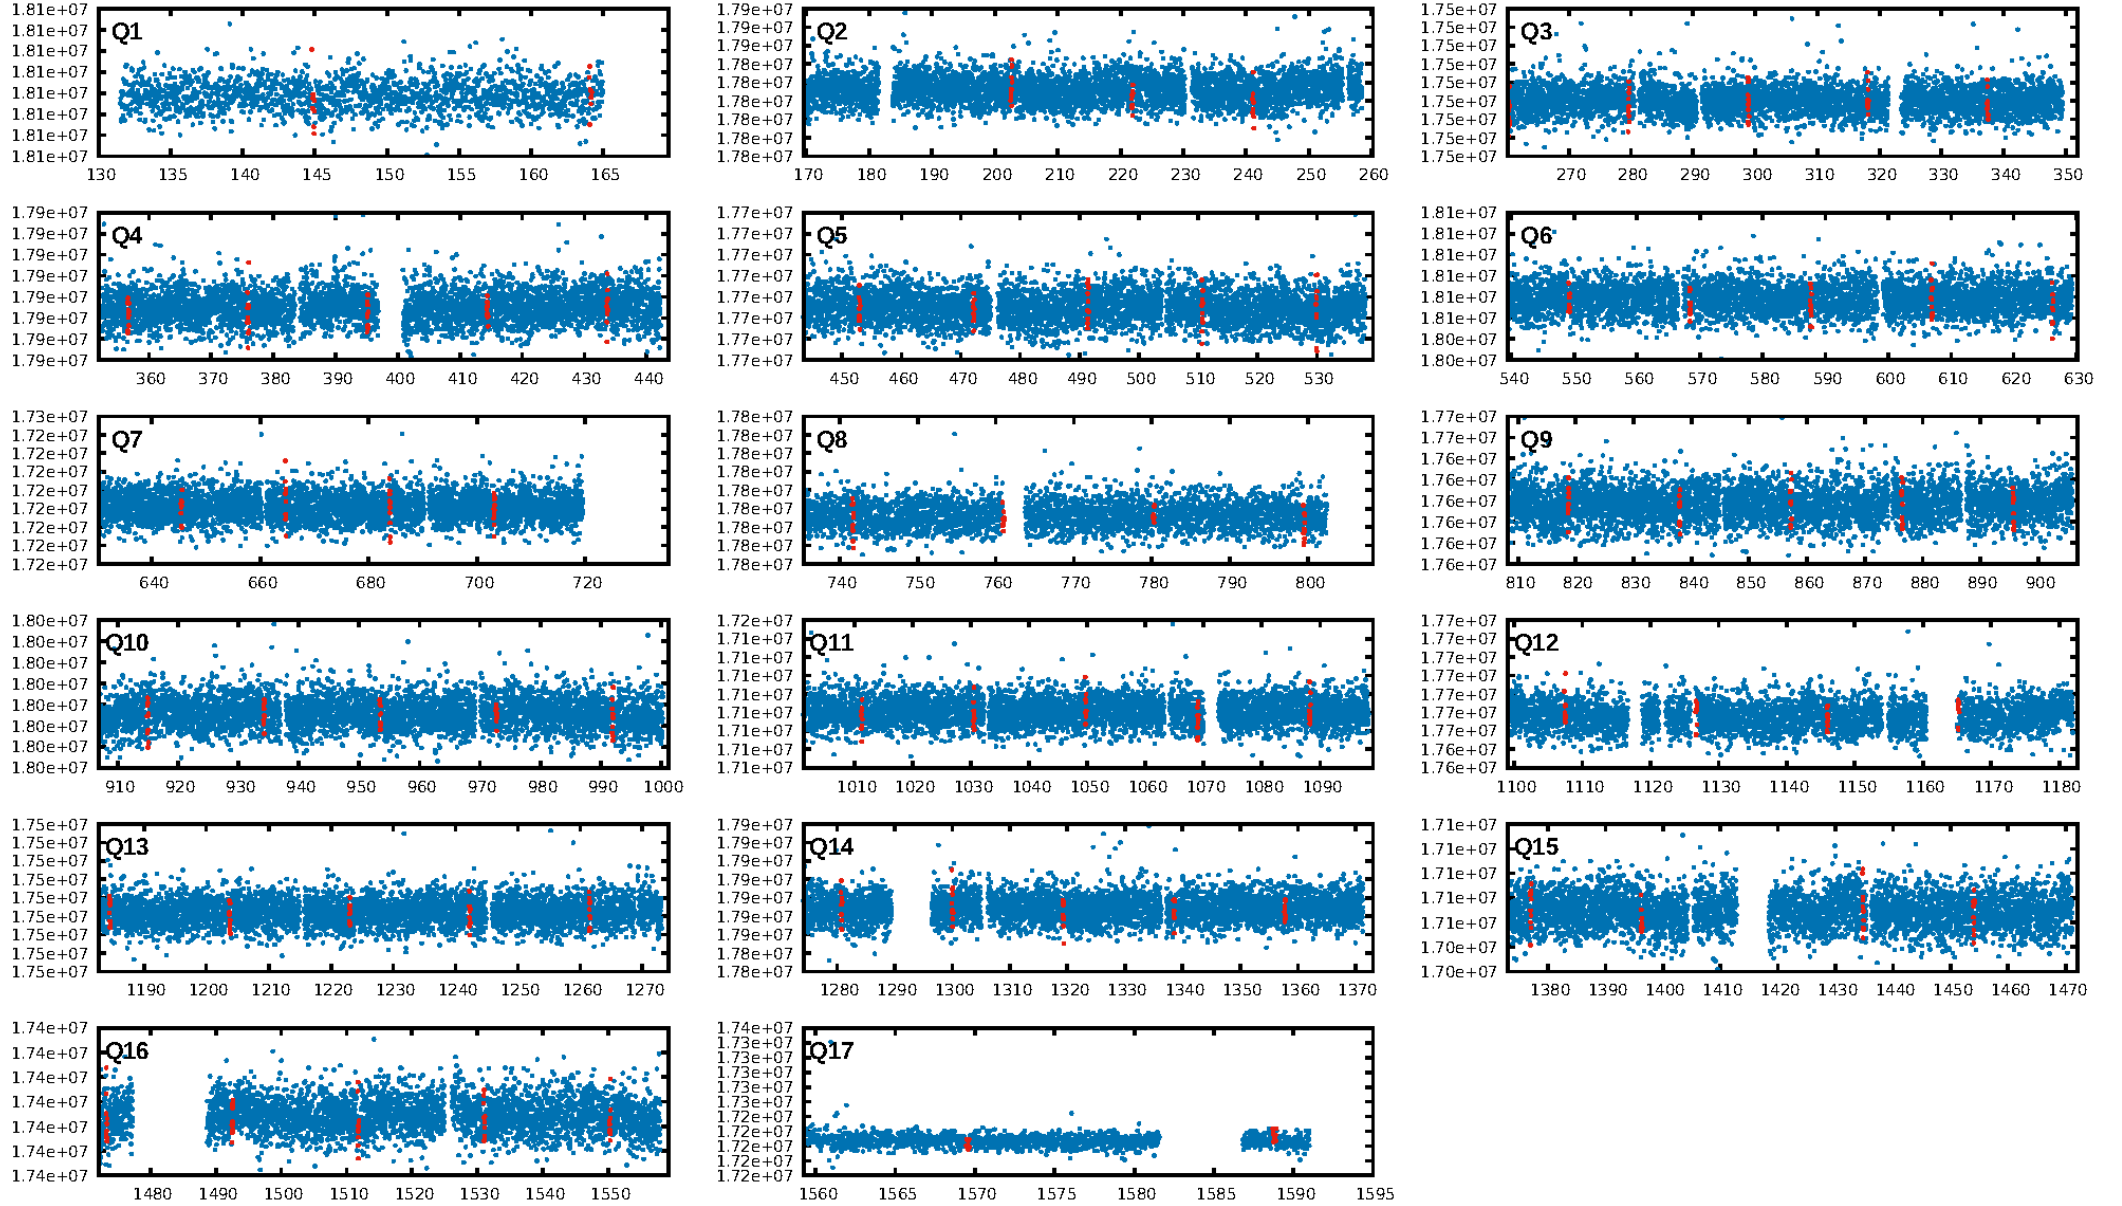 Q1
1.81e+07
1.81e+07
1.81e+07
1.81e+07
1.81e+07
1.81e+07
1.81e+07
1.81e+07
130 135 140 145 150 155 160 165
Q2
1.79e+07
1.79e+07
1.79e+07
1.78e+07
1.78e+07
1.78e+07
1.78e+07
1.78e+07
1.78e+07
170 180 190 200 210 220 230 240 250 260
Q3
1.75e+07
1.75e+07
1.75e+07
1.75e+07
1.75e+07
1.75e+07
1.75e+07
1.75e+07
1.75e+07
270 280 290 300 310 320 330 340 350
Q4
1.79e+07
1.79e+07
1.79e+07
1.79e+07
1.79e+07
1.79e+07
1.79e+07
1.79e+07
360 370 380 390 400 410 420 430 440
Q5
1.77e+07
1.77e+07
1.77e+07
1.77e+07
1.77e+07
1.77e+07
1.77e+07
1.77e+07
450 460 470 480 490 500 510 520 530
Q6
1.81e+07
1.81e+07
1.81e+07
1.81e+07
1.81e+07
1.81e+07
1.80e+07
1.80e+07
540 550 560 570 580 590 600 610 620 630
Q7
1.73e+07
1.72e+07
1.72e+07
1.72e+07
1.72e+07
1.72e+07
1.72e+07
1.72e+07
1.72e+07
640 660 680 700 720
Q8
1.78e+07
1.78e+07
1.78e+07
1.78e+07
1.78e+07
1.78e+07
1.78e+07
1.78e+07
1.78e+07
740 750 760 770 780 790 800
Q9
1.77e+07
1.77e+07
1.76e+07
1.76e+07
1.76e+07
1.76e+07
1.76e+07
1.76e+07
810 820 830 840 850 860 870 880 890 900
Q10
1.80e+07
1.80e+07
1.80e+07
1.80e+07
1.80e+07
1.80e+07
1.80e+07
1.80e+07
910 920 930 940 950 960 970 980 990 1000
Q11
1.72e+07
1.71e+07
1.71e+07
1.71e+07
1.71e+07
1.71e+07
1.71e+07
1.71e+07
1.71e+07
1010 1020 1030 1040 1050 1060 1070 1080 1090
Q12
1.77e+07
1.77e+07
1.77e+07
1.77e+07
1.77e+07
1.77e+07
1.77e+07
1.76e+07
1.76e+07
1100 1110 1120 1130 1140 1150 1160 1170 1180
Q13
1.75e+07
1.75e+07
1.75e+07
1.75e+07
1.75e+07
1.75e+07
1.75e+07
1.75e+07
1.75e+07
1190 1200 1210 1220 1230 1240 1250 1260 1270
Q14
1.79e+07
1.79e+07
1.79e+07
1.79e+07
1.79e+07
1.79e+07
1.79e+07
1.78e+07
1.78e+07
1280 1290 1300 1310 1320 1330 1340 1350 1360 1370
Q15
1.71e+07
1.71e+07
1.71e+07
1.71e+07
1.71e+07
1.70e+07
1.70e+07
1380 1390 1400 1410 1420 1430 1440 1450 1460 1470
Q16
1.74e+07
1.74e+07
1.74e+07
1.74e+07
1.74e+07
1.74e+07
1.74e+07
1480 1490 1500 1510 1520 1530 1540 1550
Q17
1.74e+07
1.73e+07
1.73e+07
1.73e+07
1.73e+07
1.73e+07
1.72e+07
1.72e+07
1.72e+07
1.72e+07
1.72e+07
1560 1565 1570 1575 1580 1585 1590 1595